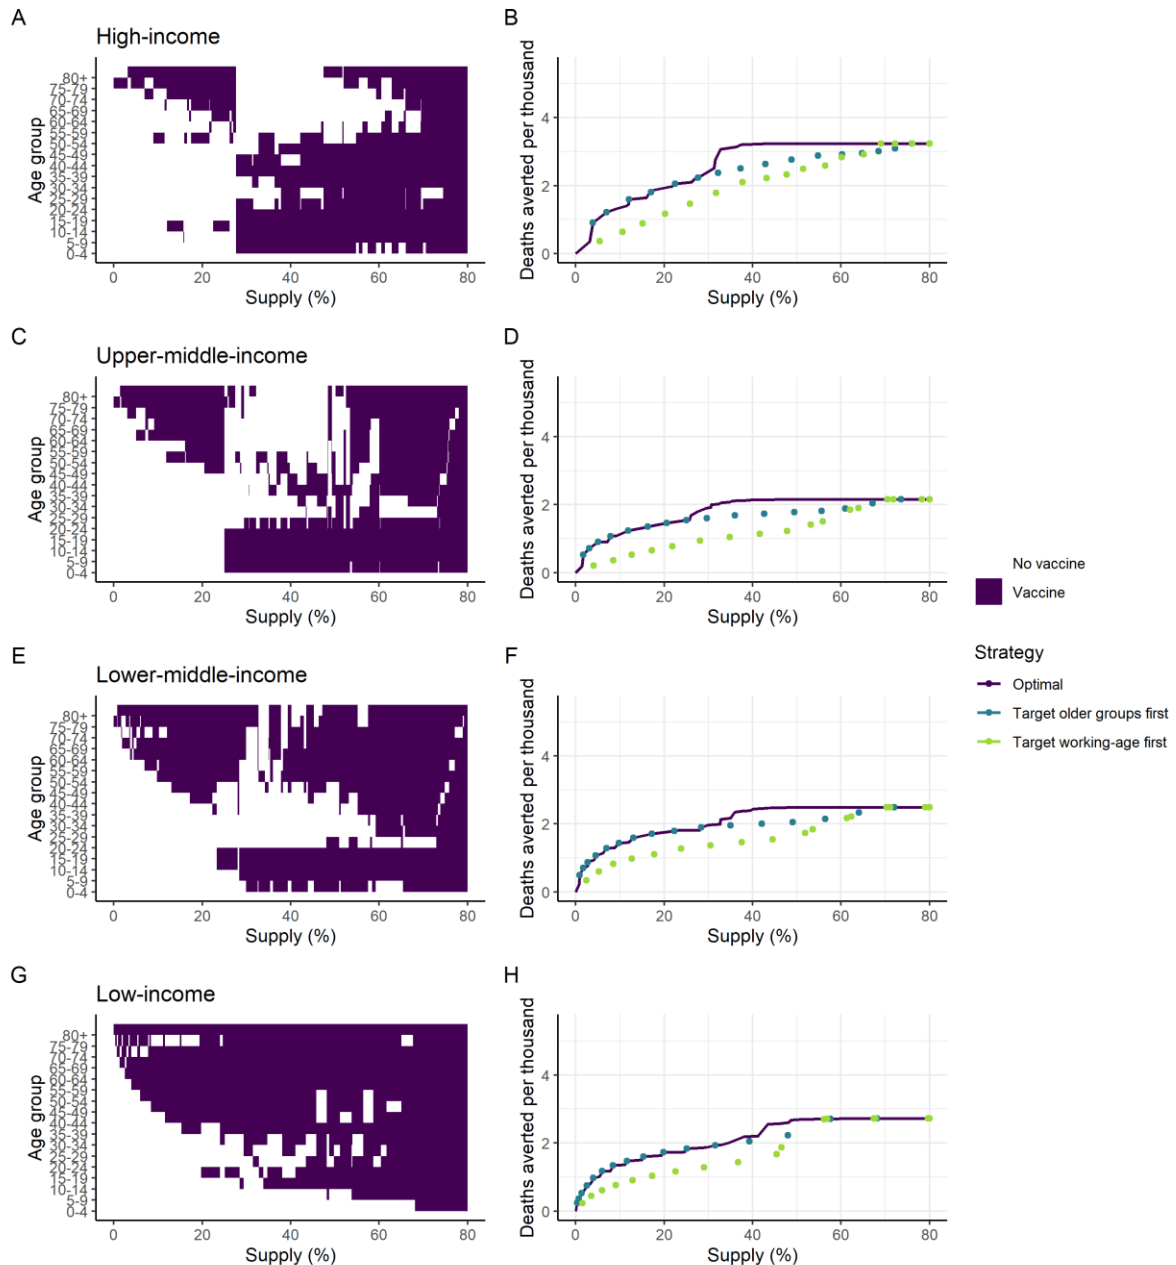 A
High-income
Age group
80+
75-79
70-74
65-69
60-64
55-59
50-54
45-49
40-44
35-39
30-34
25-29
20-24
15-19
10-14
5-9
0-4
0 20 40 60 80
Supply (%)
B
Deaths averted per thousand
4
2
0
0 20 40 60 80
Supply (%)
C
Upper-middle-income
Age group
80+
75-79
70-74
65-69
60-64
55-59
50-54
45-49
40-44
35-39
30-34
25-29
20-24
15-19
10-14
5-9
0-4
0 20 40 60 80
Supply (%)
D
Deaths averted per thousand
4
2
0
0 20 40 60 80
Supply (%)
No vaccine
Vaccine
Strategy
Optimal
Target older groups first
Target working-age first
E
Lower-middle-income
Age group
80+
75-79
70-74
65-69
60-64
55-59
50-54
45-49
40-44
35-39
30-34
25-29
20-24
15-19
10-14
5-9
0-4
0 20 40 60 80
Supply (%)
F
Deaths averted per thousand
4
2
0
0 20 40 60 80
Supply (%)
G
Low-income
Age group
80+
75-79
70-74
65-69
60-64
55-59
50-54
45-49
40-44
35-39
30-34
25-29
20-24
15-19
10-14
5-9
0-4
0 20 40 60 80
Supply (%)
H
Deaths averted per thousand
4
2
0
0 20 40 60 80
Supply (%)